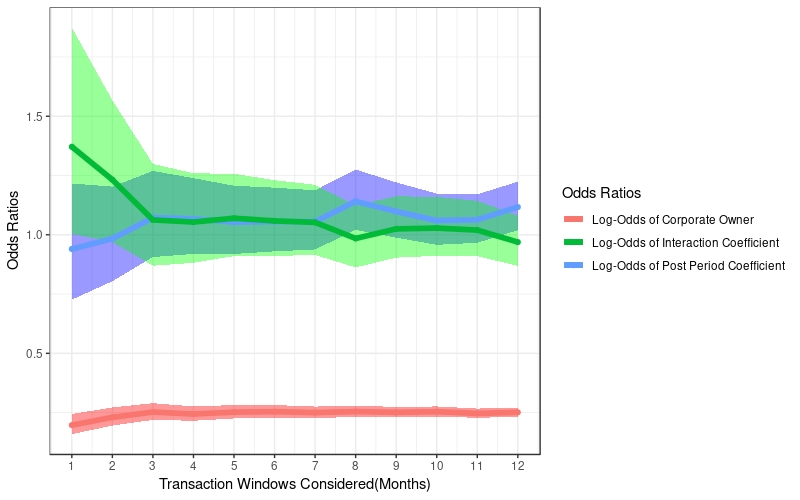 1.5
1.0
0.5
Odds Ratios
1 2 3 4 5 6 7 8 9 10 11 12
Transaction Windows Considered(Months)
Odds Ratios
Log-Odds of Corporate Owner
Log-Odds of Interaction Coefficient
Log-Odds of Post Period Coefficient